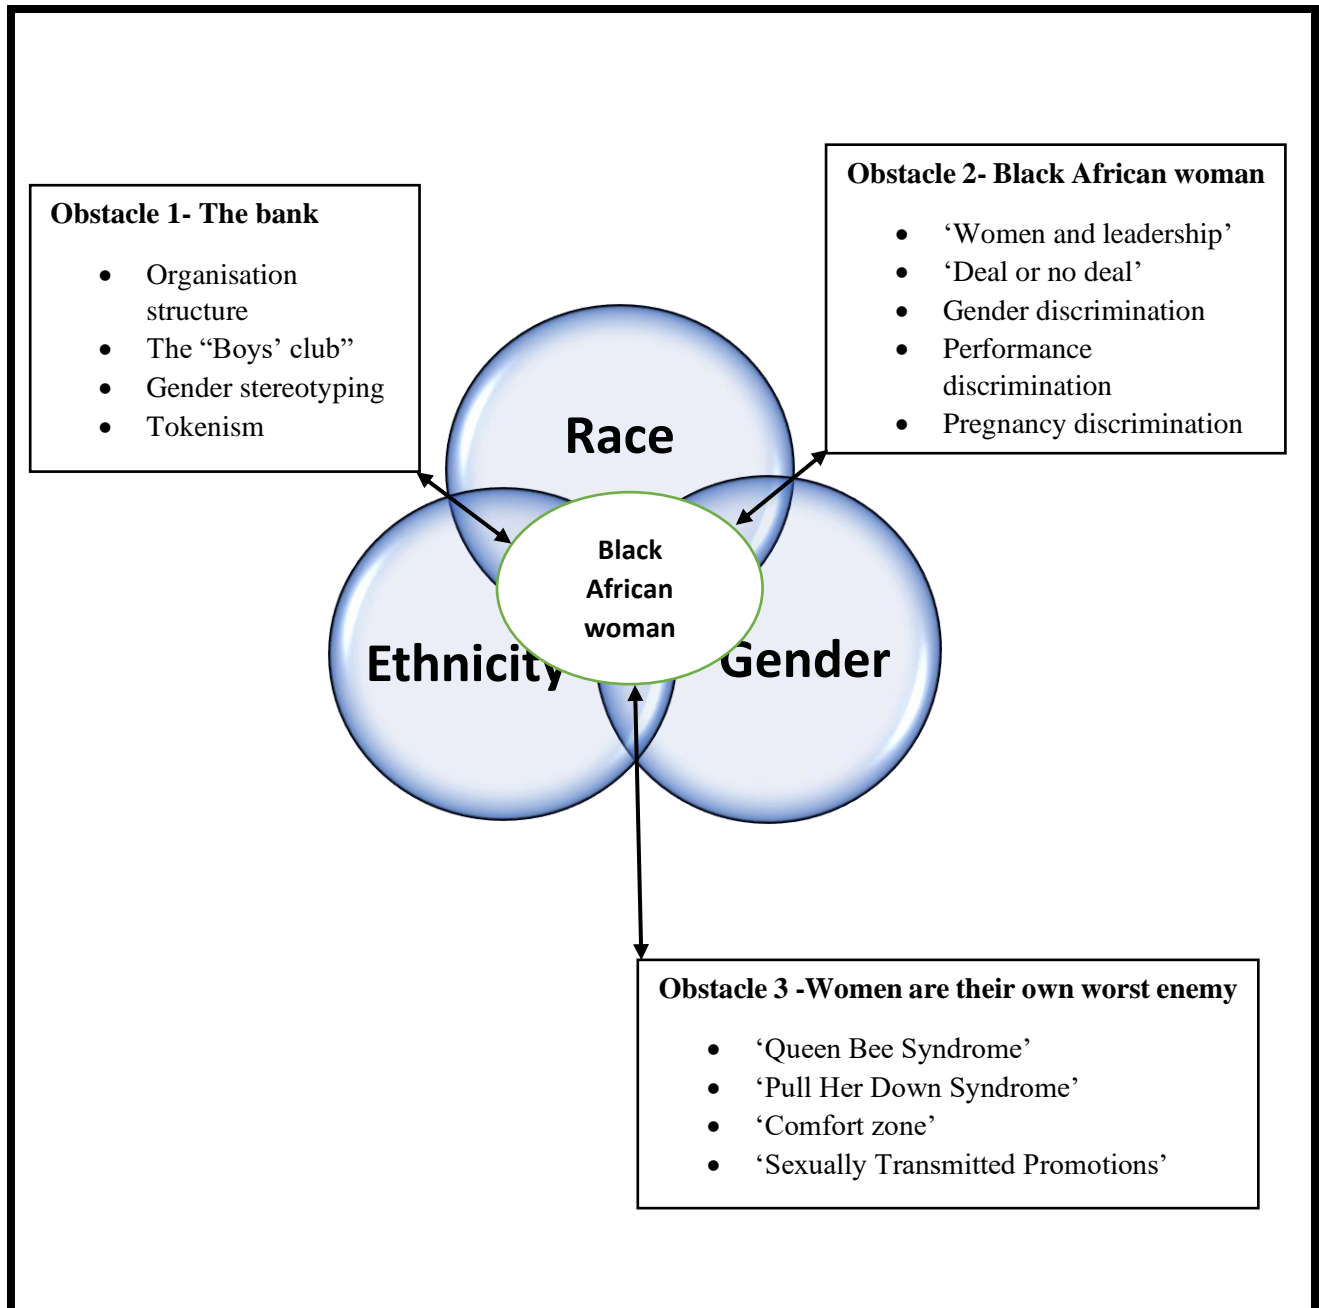 Obstacle 1- The bank
• Organisation
structure
• The “Boys’ club”
• Gender stereotyping
• Tokenism
Obstacle 2- Black African woman
• ‘Women and leadership’
• ‘Deal or no deal’
• Gender discrimination
• Performance
discrimination
• Pregnancy discrimination
Race
Black
African
woman
Ethnicity
Gender
Obstacle 3 -Women are their own worst enemy
• ‘Queen Bee Syndrome’
• ‘Pull Her Down Syndrome’
• ‘Comfort zone’
• ‘Sexually Transmitted Promotions’